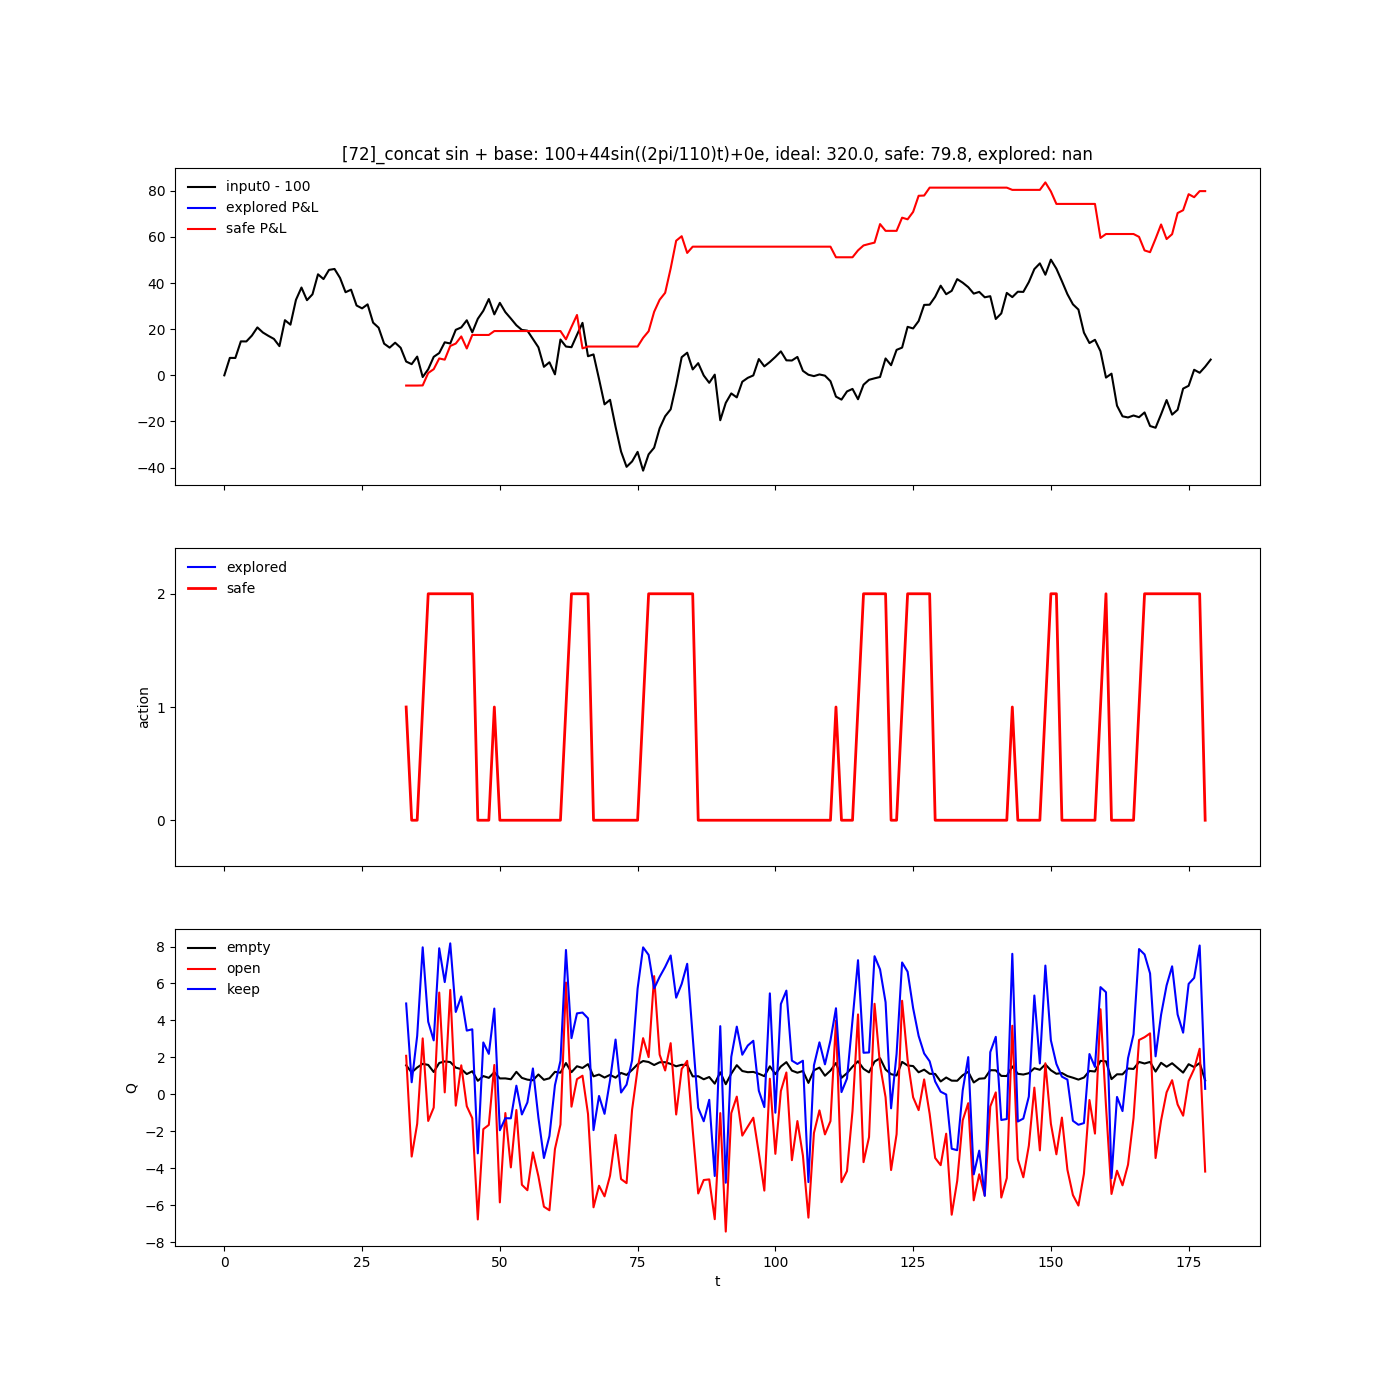 [72]_concat sin + base: 100+44sin((2pi/110)t)+0e, ideal: 320.0, safe: 79.8, explored: nan
input0 - 100
explored P&L
safe P&L
80
60
40
20
0
−20
−40
explored
safe
2
1
0
action
empty
open
keep
8
6
4
2
0
−2
−4
−6
−8
Q
0 25 50 75 100 125 150 175
t